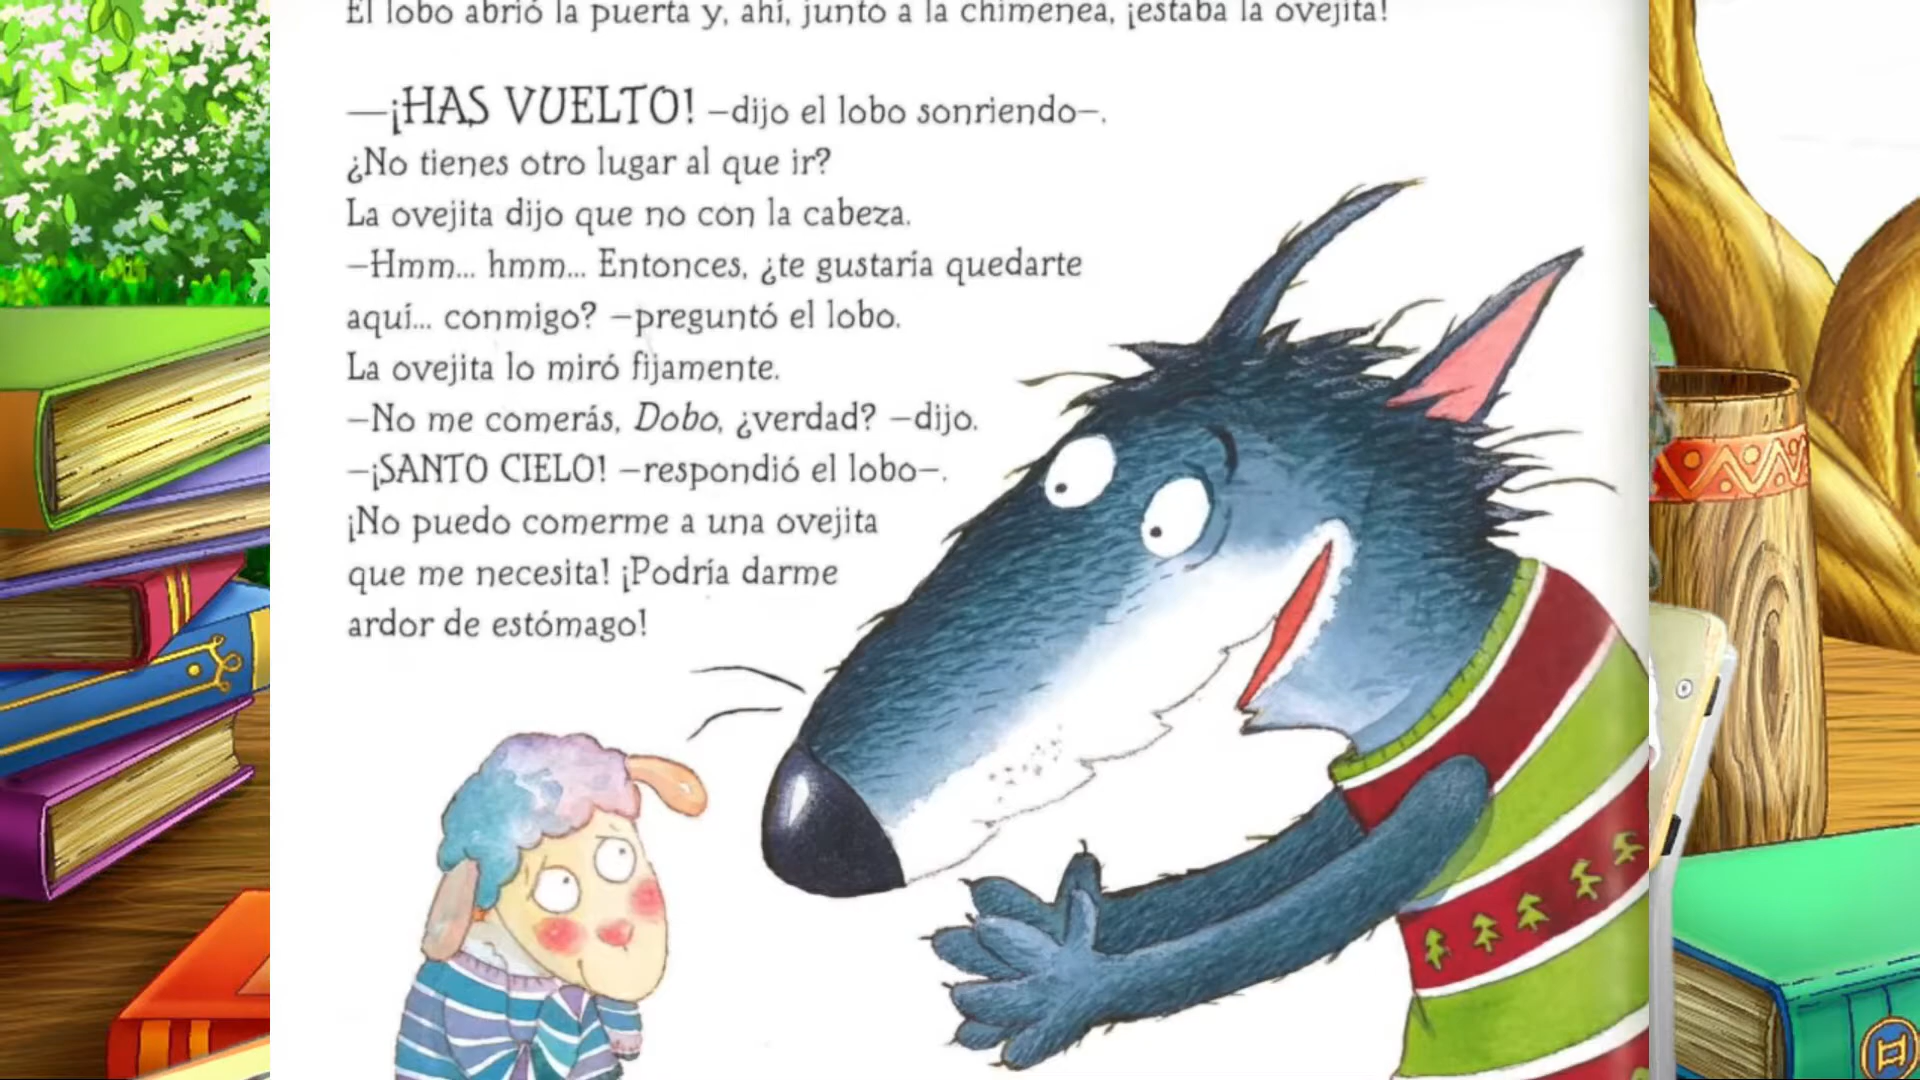 El lobo abrió la puerta y, ahí, junto a la chimenea, ¡estaba la ovejita!
—¡HAS VUELTO! –dijo el lobo sonriendo–.
¿No tienes otro lugar al que ir?
La ovejita dijo que no con la cabeza.
–Hmm... hmm... Entonces, ¿te gustaría quedarte
aquí... conmigo? –preguntó el lobo.
La ovejita lo miró fijamente.
–No me comerás, Dobo, ¿verdad? –dijo.
–¡SANTO CIELO! –respondió el lobo–.
¡No puedo comerme a una ovejita
que me necesita! ¡Podría darme
ardor de estómago!